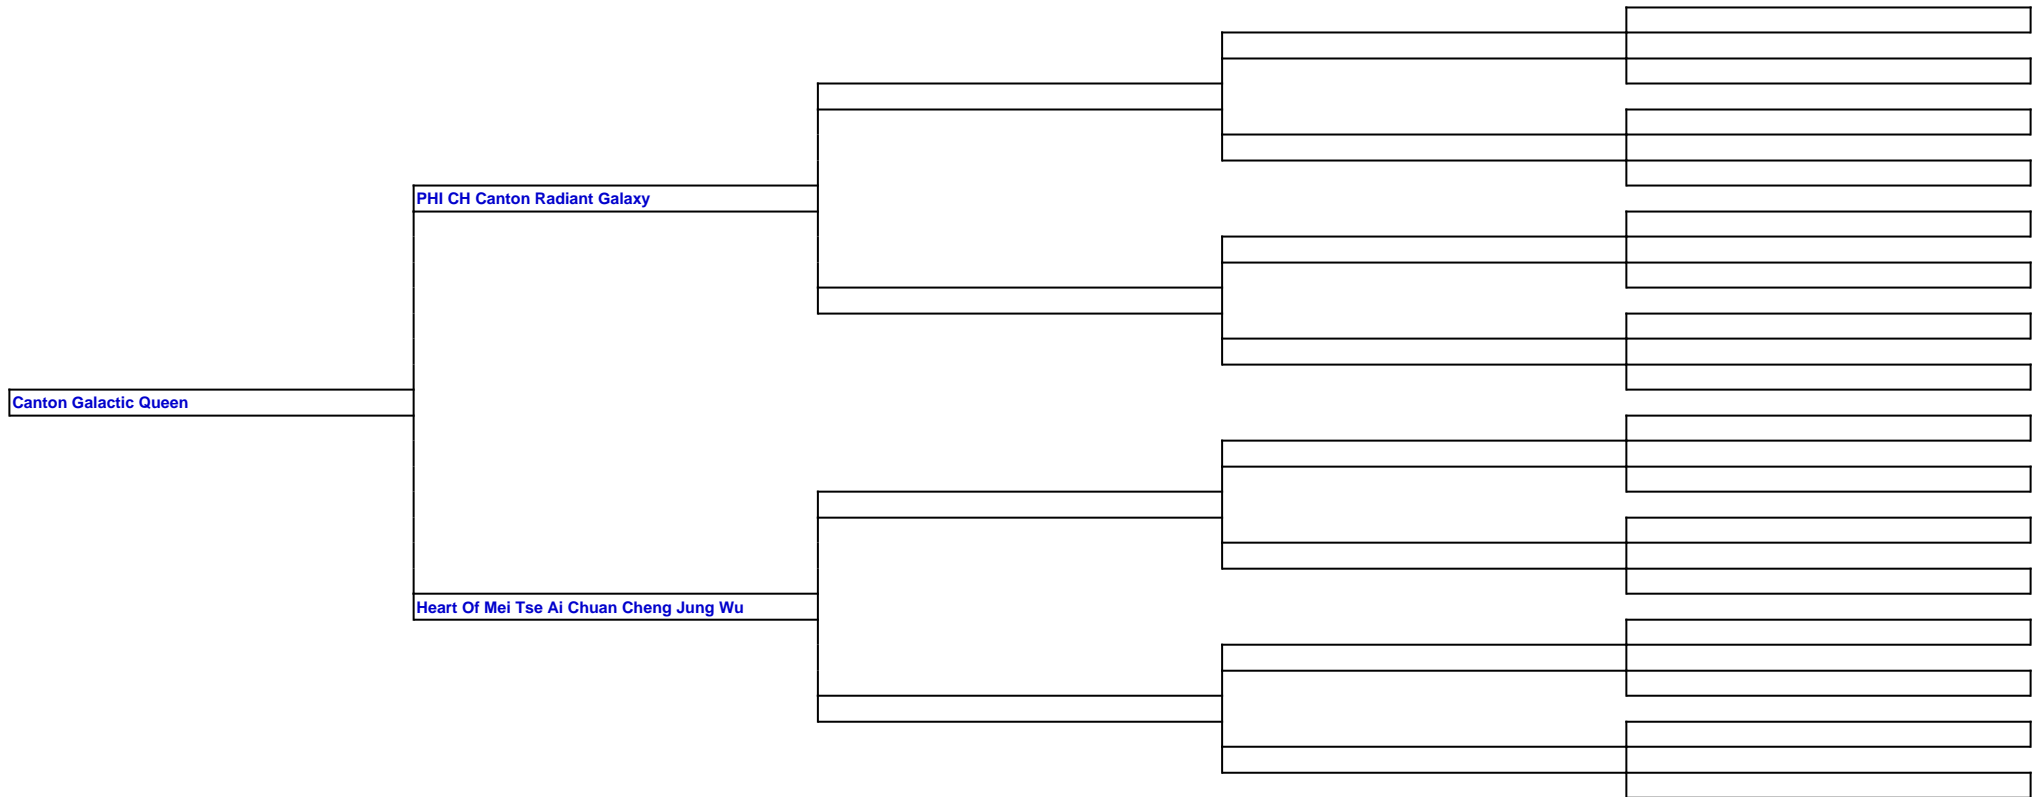 PHI CH Canton Radiant Galaxy
Canton Galactic Queen
Heart Of Mei Tse Ai Chuan Cheng Jung Wu